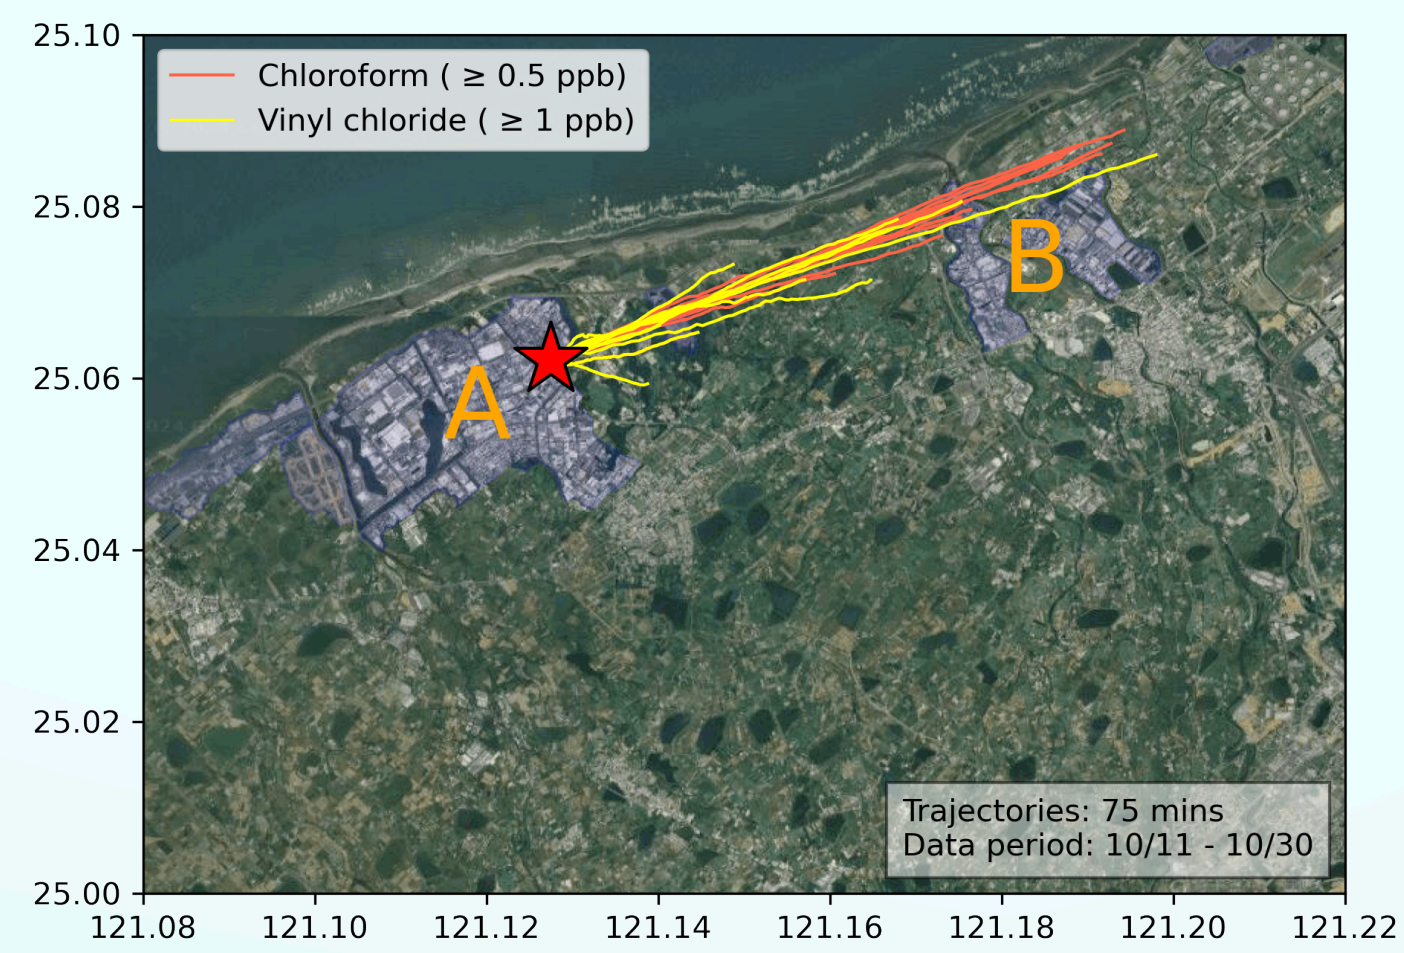 25.10
Chloroform ( ≥ 0.5 ppb)
Vinyl chloride ( ≥ 1 ppb)
25.08
B
25.06
A
25.04
25.02
Trajectories: 75 mins
Data period: 10/11 - 10/30
25.00
121.08 121.10 121.12 121.14 121.16 121.18 121.20 121.22